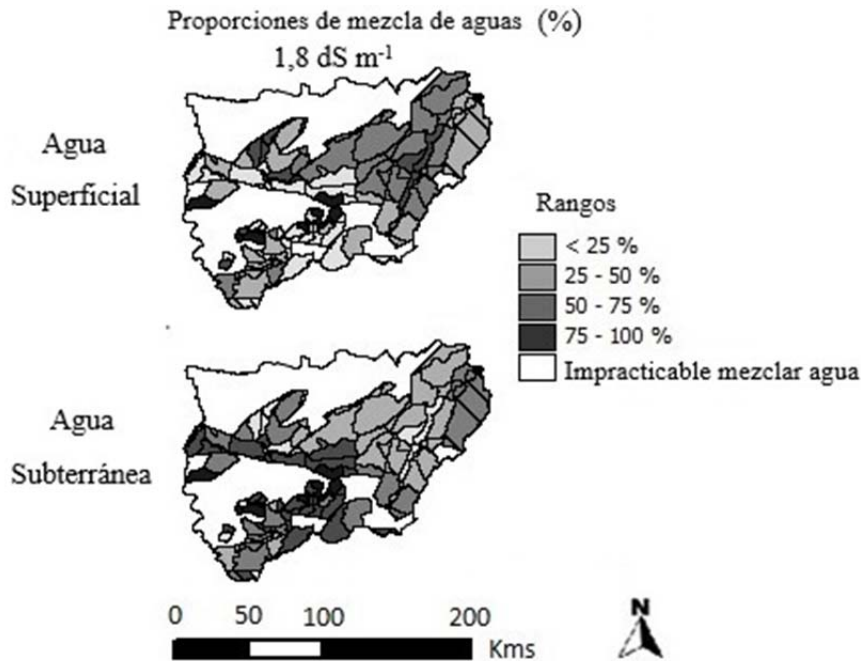 Proporciones de mezcla de aguas (%)
1,8 dS m-1
Agua
Superficial
Rangos
< 25 %
25 - 50 %
50 - 75 %
75 - 100 %
Impracticable mezclar agua
Agua
Subterránea
0 50 100 200
Kms
N